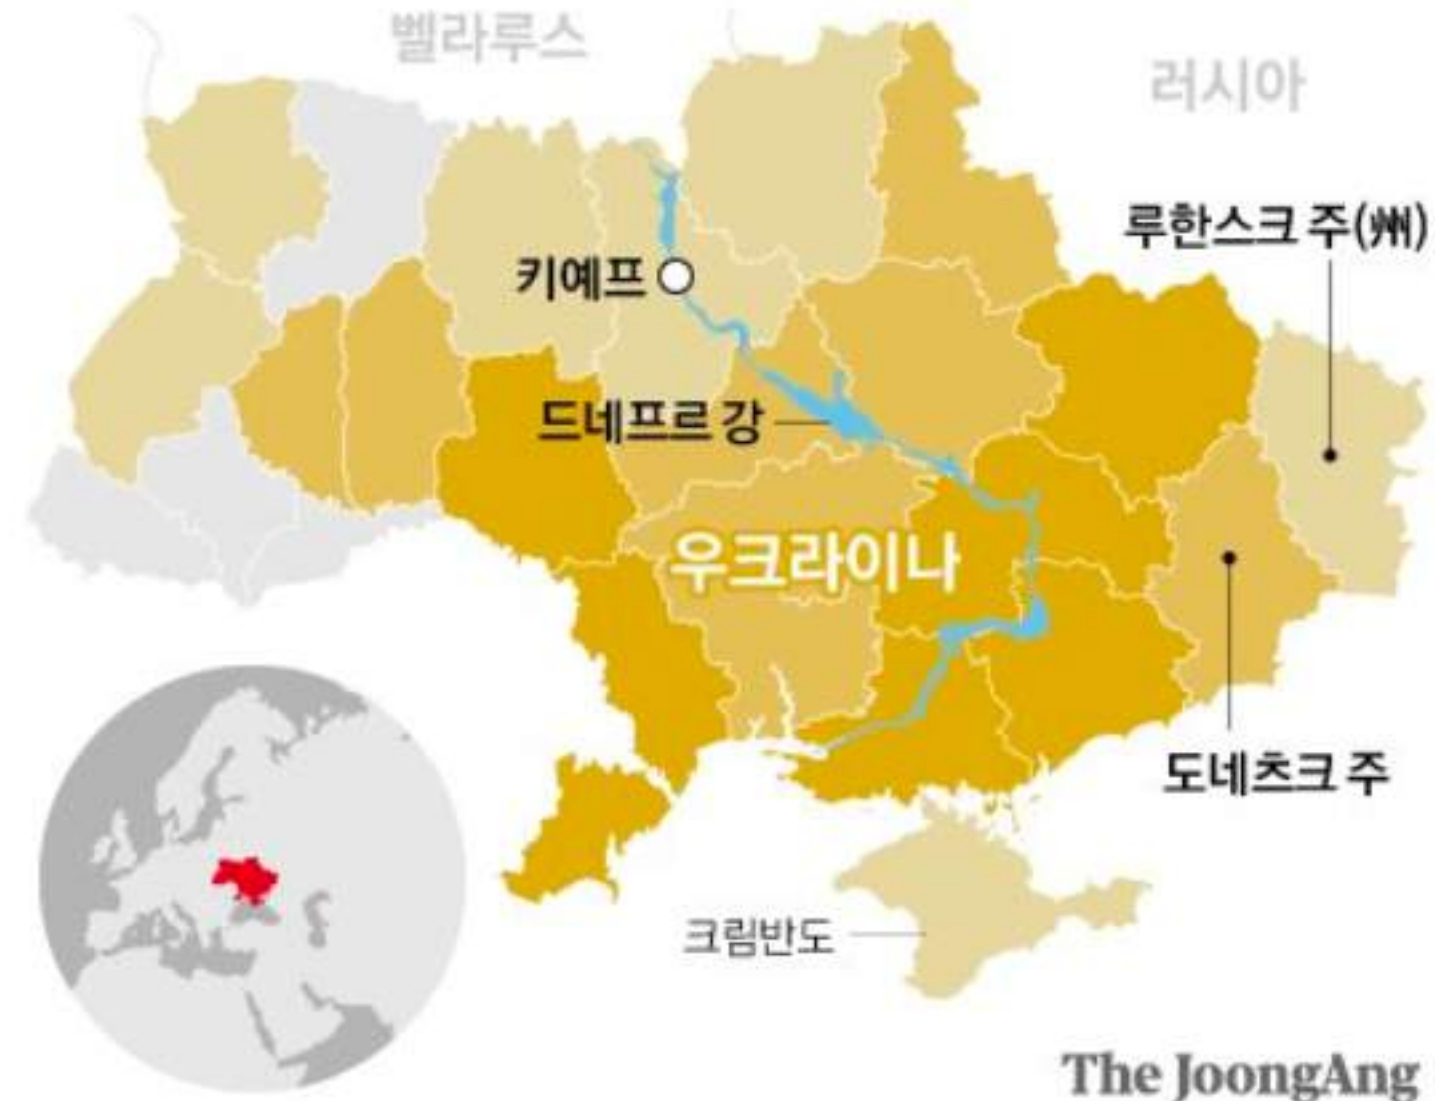 벨라루스
러시아
루한스크 주(州)
키예프
드네프르 강
우크라이나
도네츠크 주
크림반도
The JoongAng